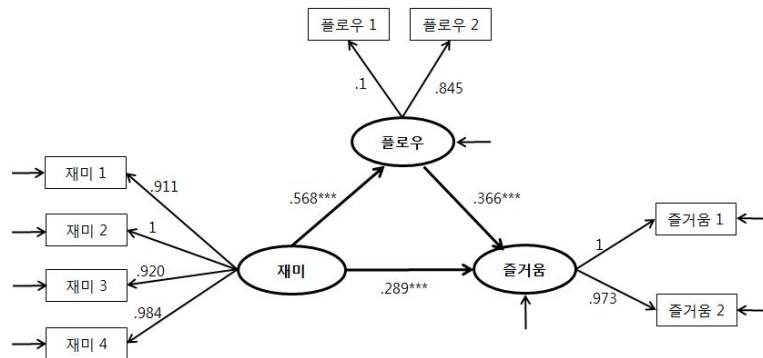 플로우 1
플로우 2
.1
.845
플로우
재미 1
.911
.568***
.366***
재미 2
1
즐거움 1
1
재미
즐거움
재미 3
.920
.289***
.973
즐거움 2
.984
재미 4